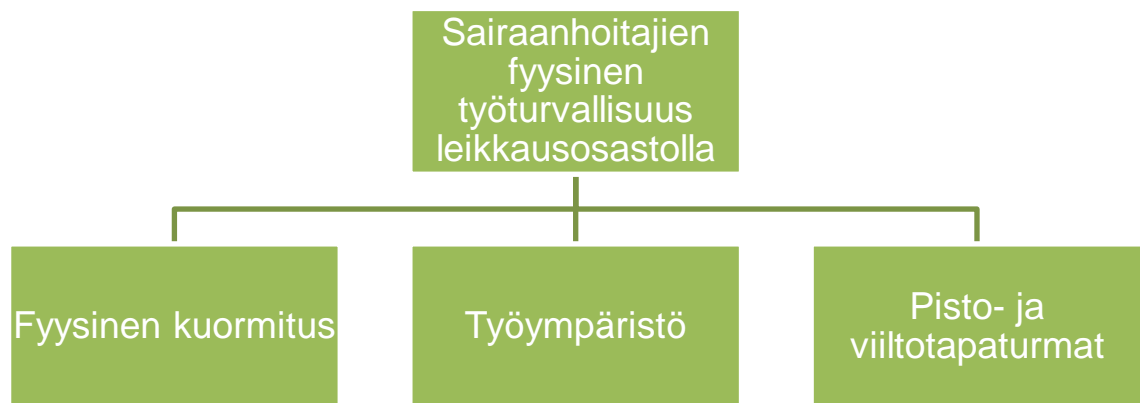 Sairaanhoitajien
fyysinen
työturvallisuus
leikkausosastolla
Fyysinen kuormitus
Työympäristö
Pisto- ja
viiltotapaturmat